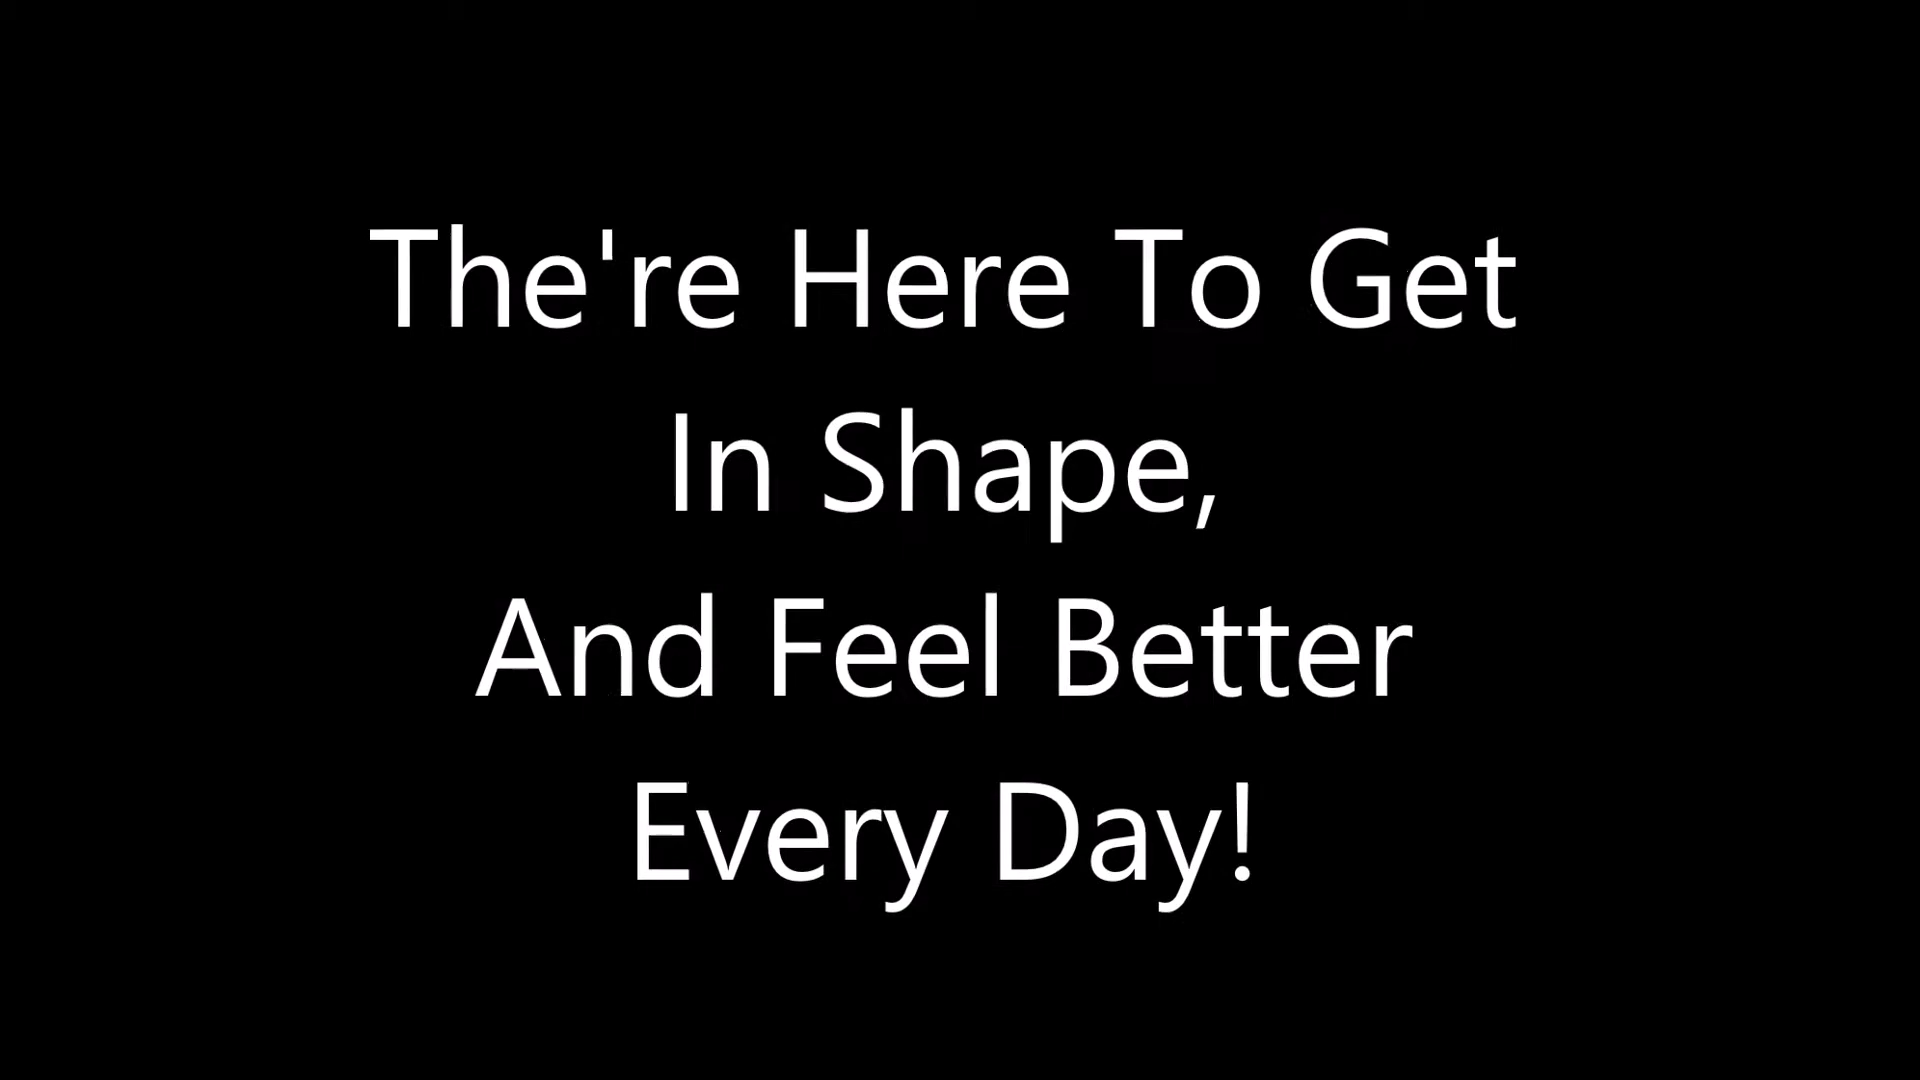 The're Here To Get
In Shape,
And Feel Better
Every Day!